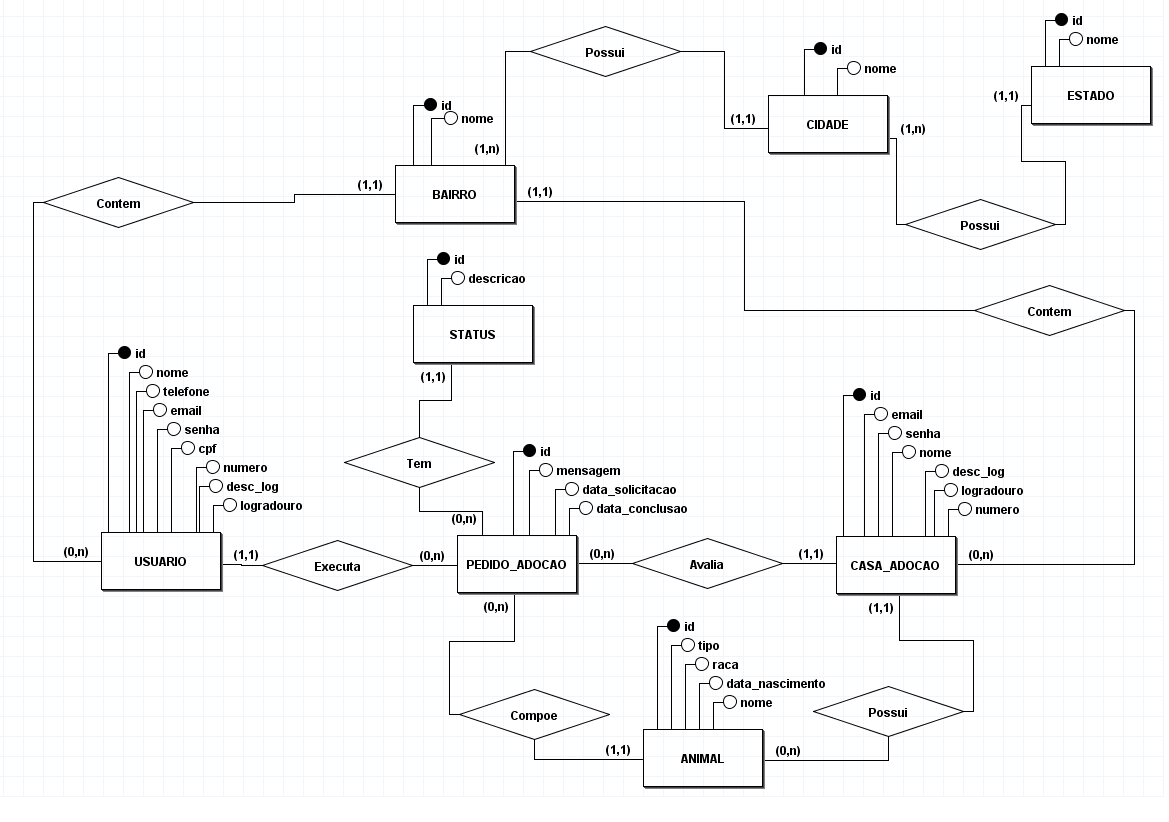 id
nome
ESTADO
(1,1)
Possui
id
nome
CIDADE
(1,1)
(1,n)
Possui
id
nome
(1,n)
BAIRRO
(1,1)
(1,1)
Contem
Contem
id
descricao
STATUS
(1,1)
Tem
(0,n)
id
nome
telefone
email
senha
cpf
numero
desc_log
logradouro
USUARIO
(0,n)
(1,1)
Executa
(0,n)
id
mensagem
data_solicitacao
data_conclusao
PEDIDO_ADOCAO
(0,n)
Avalia
(1,1)
id
email
senha
nome
desc_log
logradouro
numero
CASA_ADOCAO
(0,n)
(1,1)
(0,n)
Compoe
(1,1)
id
tipo
raca
data_nascimento
nome
ANIMAL
(0,n)
Possui